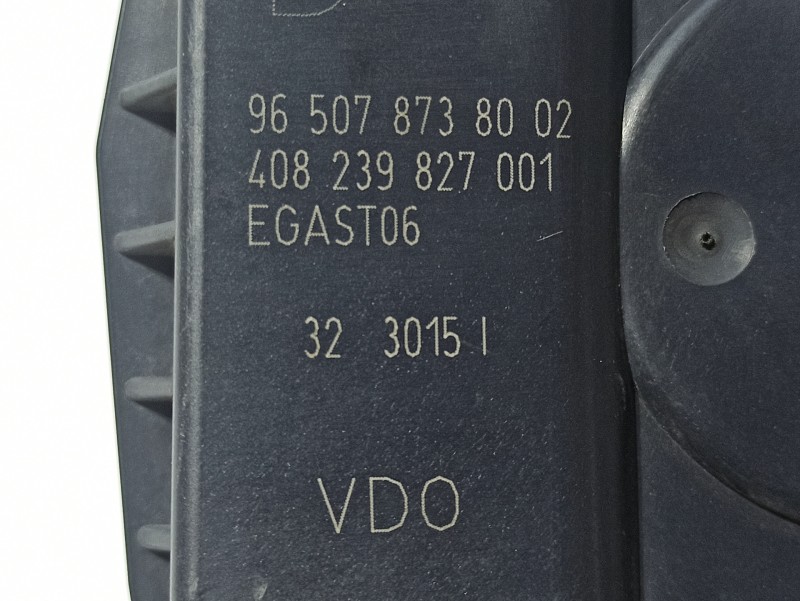 96 507 873 80 02
408 239 827 001
EGAST06
32 3015 I
VDO